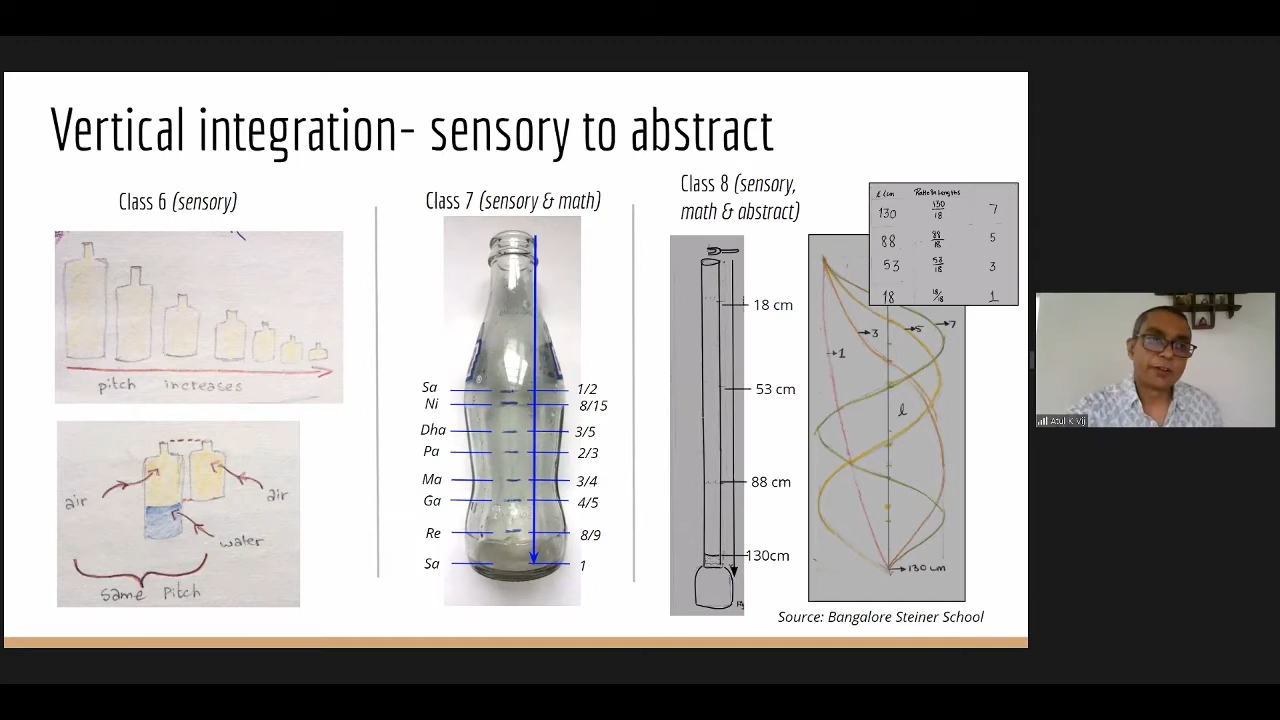 Vertical integration- sensory to abstract
Class 6 (sensory)
pitch increases
air
air
water
same Pitch
Class 7 (sensory & math)
Sa 1/2
Ni 8/15
Dha 3/5
Pa 2/3
Ma 3/4
Ga 4/5
Re 8/9
Sa 1
Class 8 (sensory,
math & abstract)
18 cm
53 cm
88 cm
130cm
Ratio in lengths
130 130/18 7
88 88/18 5
53 53/18 3
18 18/18 1
1
3
5
7
l
130 cm
Source: Bangalore Steiner School
Atul K Vij